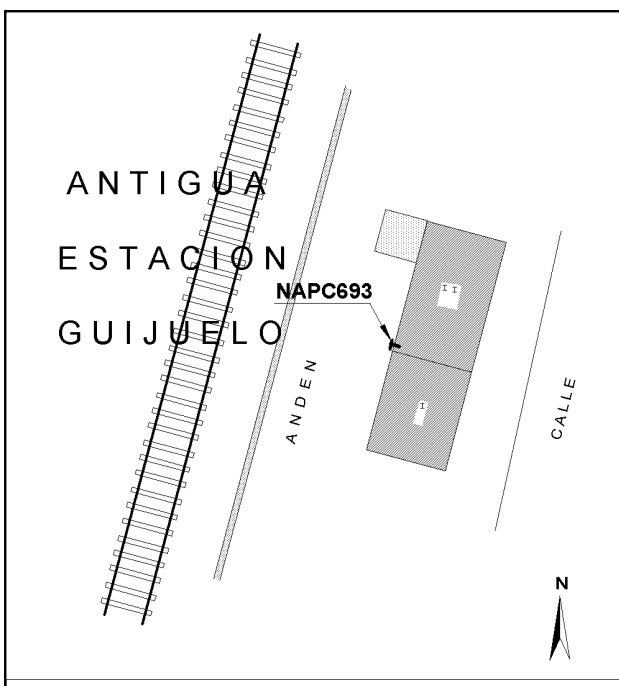 ANTIGUA
ESTACION
NAPC693
GUIJUELO
ANDEN
CALLE
I I
I
N